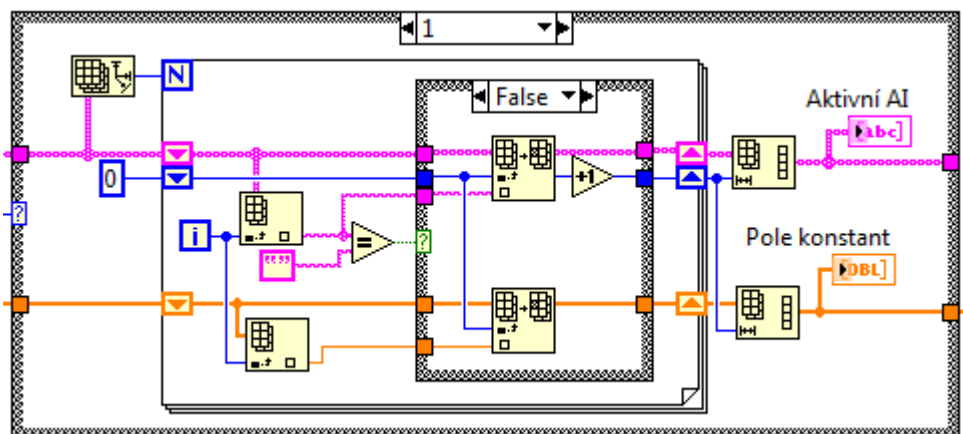 1
N
False
Aktivní AI
abc
0
+1
?
i
=
?
""
Pole konstant
DBL